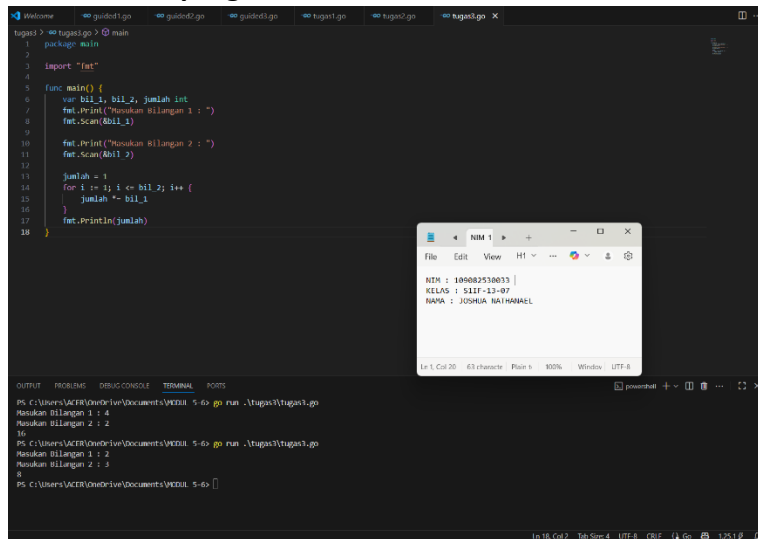 Welcome guided1.go guided2.go guided3.go tugas1.go tugas2.go tugas3.go
tugas3 > tugas3.go > main
1 package main
2
3 import "fmt"
4
5 func main() {
6 var bil_1, bil_2, jumlah int
7 fmt.Print("Masukan Bilangan 1 : ")
8 fmt.Scan(&bil_1)
9
10 fmt.Print("Masukan Bilangan 2 : ")
11 fmt.Scan(&bil_2)
12
13 jumlah = 1
14 for i := 1; i <= bil_2; i++ {
15 jumlah *= bil_1
16 }
17 fmt.Println(jumlah)
18 }
NIM 1
File Edit View H1
NIM : 109082530033
KELAS : S1IF-13-07
NAMA : JOSHUA NATHANAEL
Ln 1, Col 20 63 characte Plain t 100% Window UTF-8
OUTPUT PROBLEMS DEBUG CONSOLE TERMINAL PORTS
powershell
PS C:\Users\ACER\OneDrive\Documents\MODUL 5-6> go run .\tugas3\tugas3.go
Masukan Bilangan 1 : 4
Masukan Bilangan 2 : 2
16
PS C:\Users\ACER\OneDrive\Documents\MODUL 5-6> go run .\tugas3\tugas3.go
Masukan Bilangan 1 : 2
Masukan Bilangan 2 : 3
8
PS C:\Users\ACER\OneDrive\Documents\MODUL 5-6>
Ln 18, Col 2 Tab Size: 4 UTF-8 CRLF Go 1.25.1